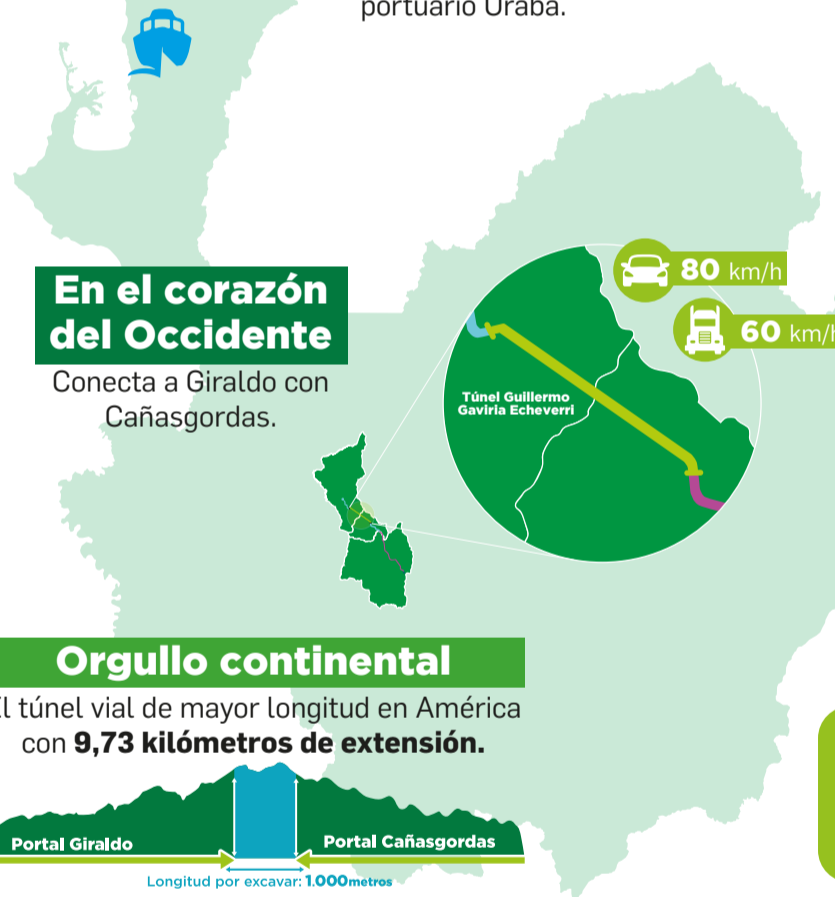 portuario Urabá.
En el corazón
del Occidente
Conecta a Giraldo con
Cañasgordas.
80 km/h
60 km/h
Túnel Guillermo
Gaviria Echeverri
Orgullo continental
El túnel vial de mayor longitud en América
con 9,73 kilómetros de extensión.
Portal Giraldo
Portal Cañasgordas
Longitud por excavar: 1.000metros